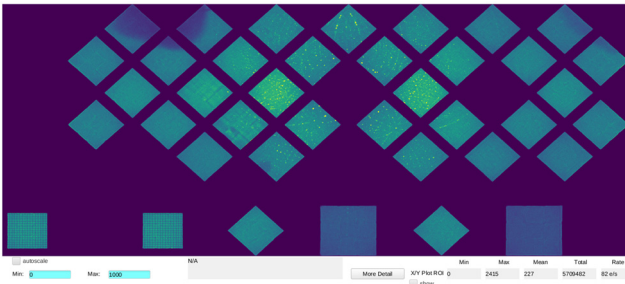 autoscale
N/A
Min Max Mean Total Rate
Min: 0 Max: 1000
More Detail X/Y Plot ROI 0 2415 227 5709482 82 e/s
show